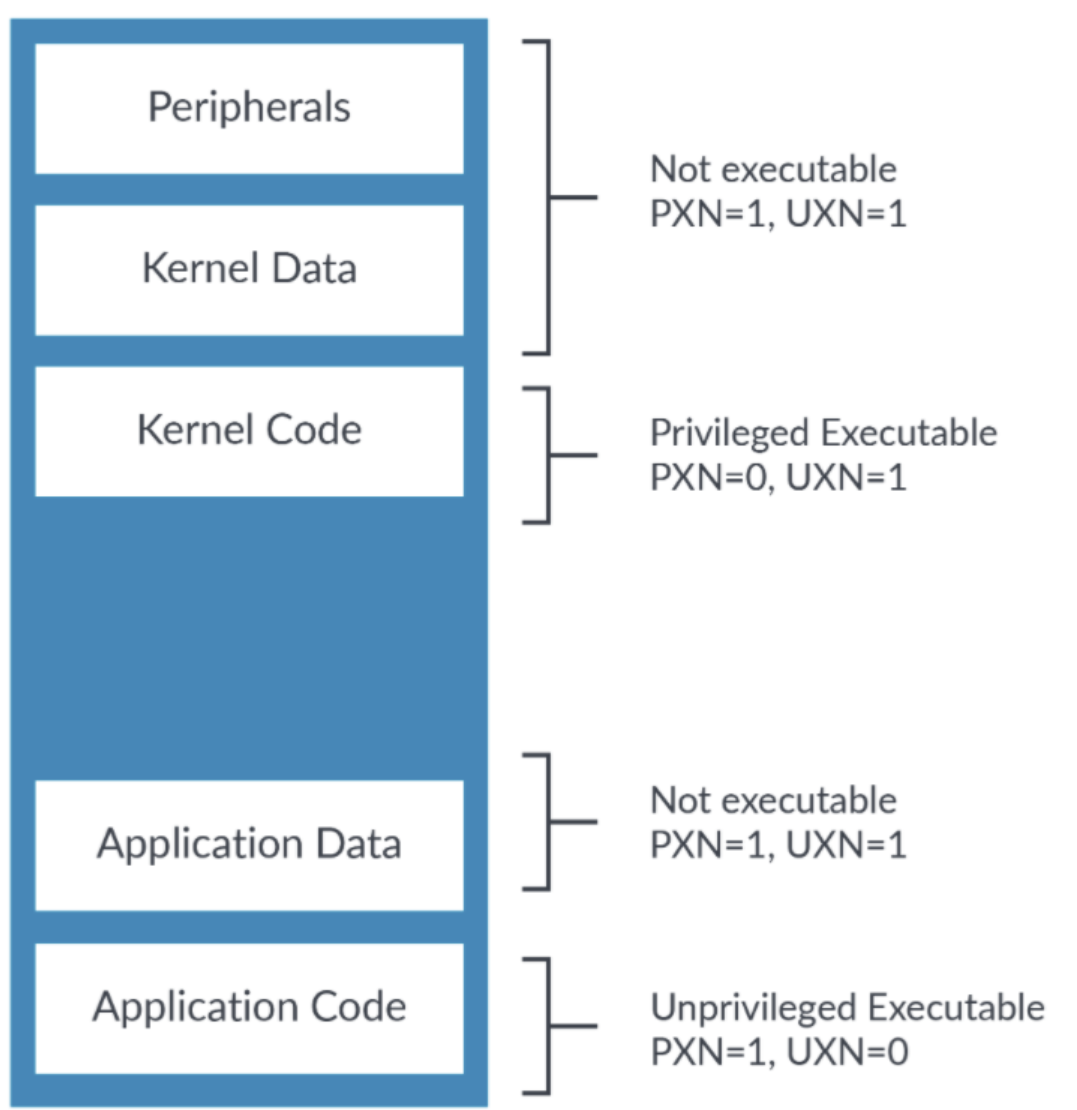 Peripherals
Not executable
PXN=1, UXN=1
Kernel Data
Kernel Code
Privileged Executable
PXN=0, UXN=1
Application Data
Not executable
PXN=1, UXN=1
Application Code
Unprivileged Executable
PXN=1, UXN=0